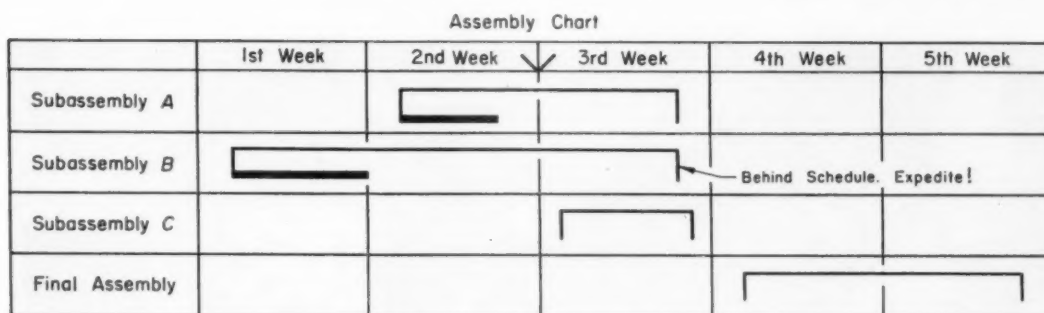 Assembly Chart
1st Week 2nd Week 3rd Week 4th Week 5th Week
Subassembly A
Subassembly B
Behind Schedule. Expedite!
Subassembly C
Final Assembly